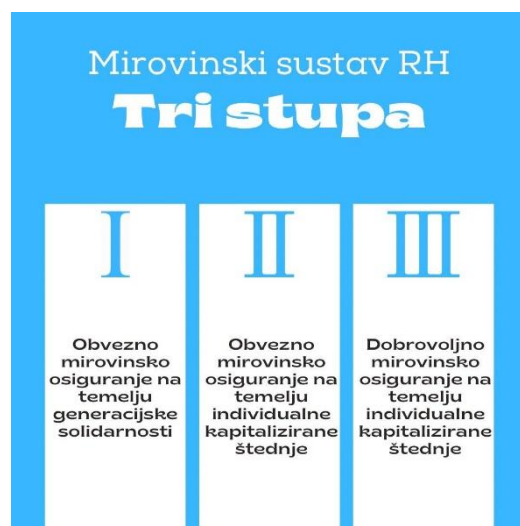 Mirovinski sustav RH
Tri stupa
I
Obvezno
mirovinsko
osiguranje na
temelju
generacijske
solidarnosti
II
Obvezno
mirovinsko
osiguranje na
temelju
individualne
kapitalizirane
štednje
III
Dobrovoljno
mirovinsko
osiguranje na
temelju
individualne
kapitalizirane
štednje